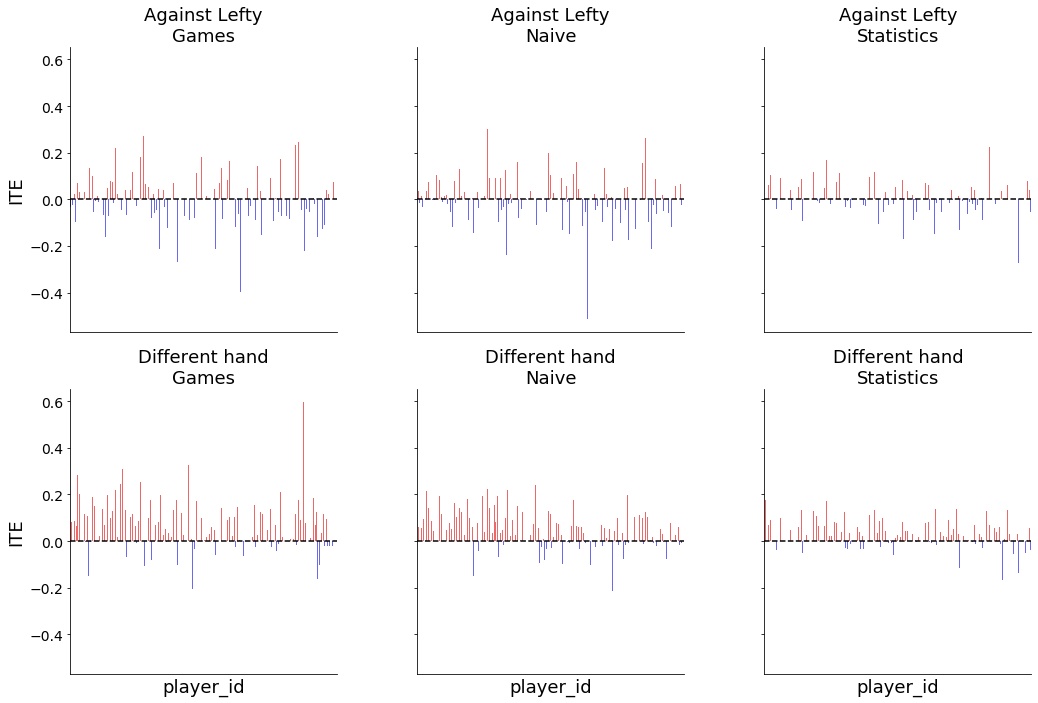 Against Lefty
Games
Against Lefty
Naive
Against Lefty
Statistics
ITE
0.6
0.4
0.2
0.0
−0.2
−0.4
Different hand
Games
Different hand
Naive
Different hand
Statistics
ITE
0.6
0.4
0.2
0.0
−0.2
−0.4
player_id
player_id
player_id